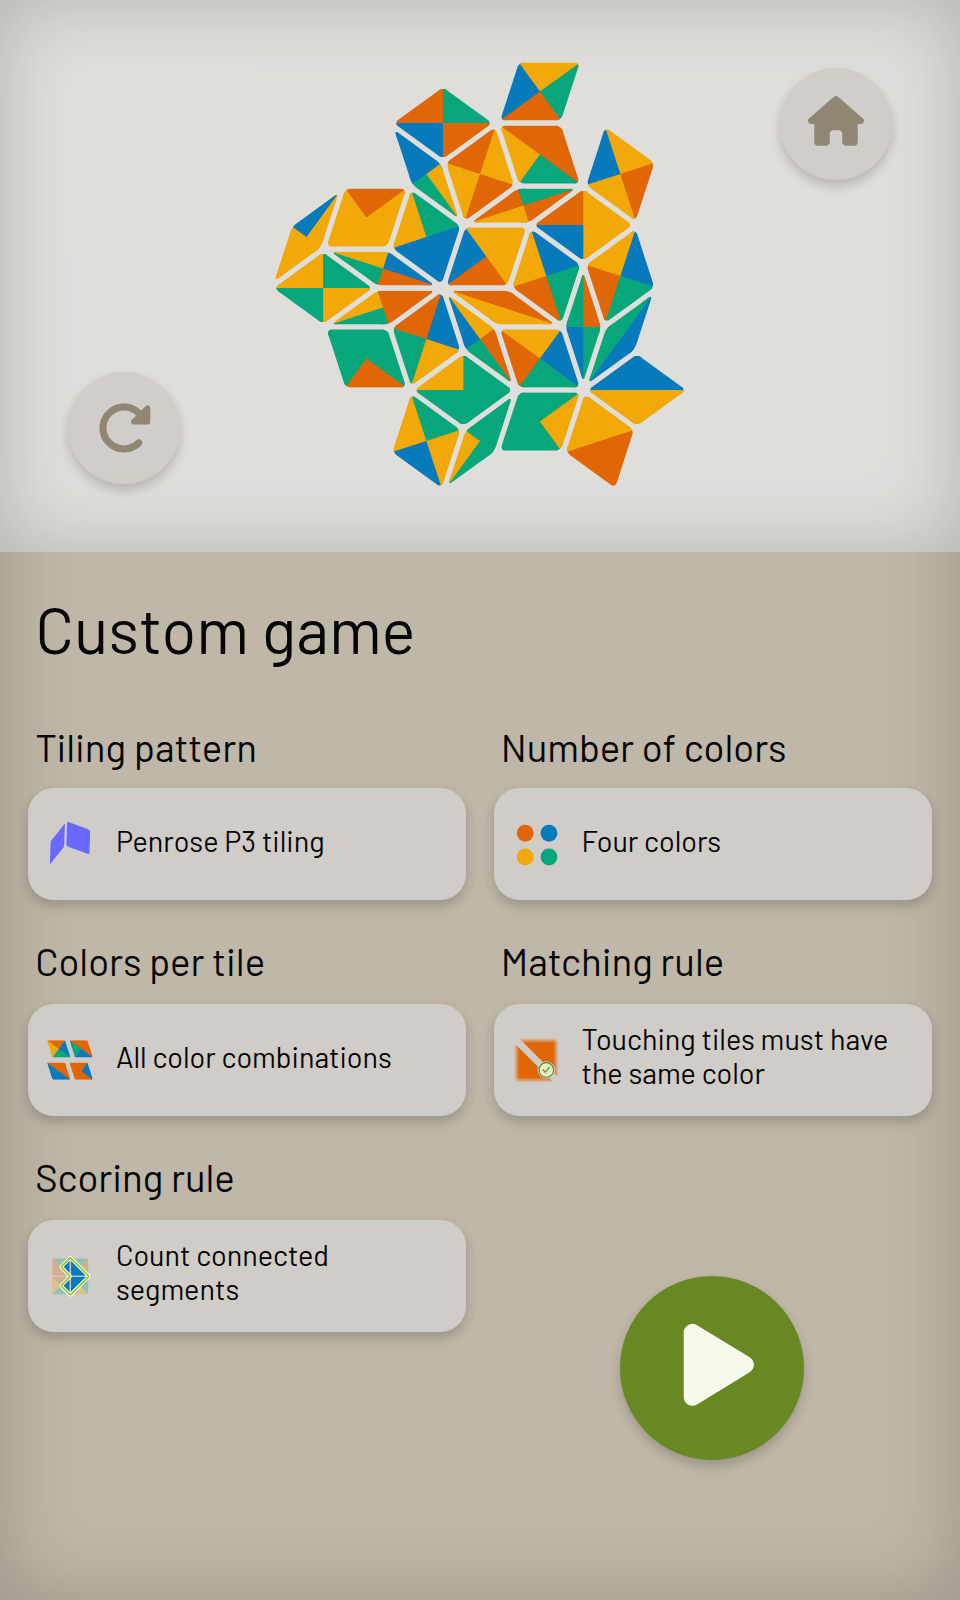 Custom game
Tiling pattern
Penrose P3 tiling
Number of colors
Four colors
Colors per tile
All color combinations
Matching rule
Touching tiles must have
the same color
Scoring rule
Count connected
segments